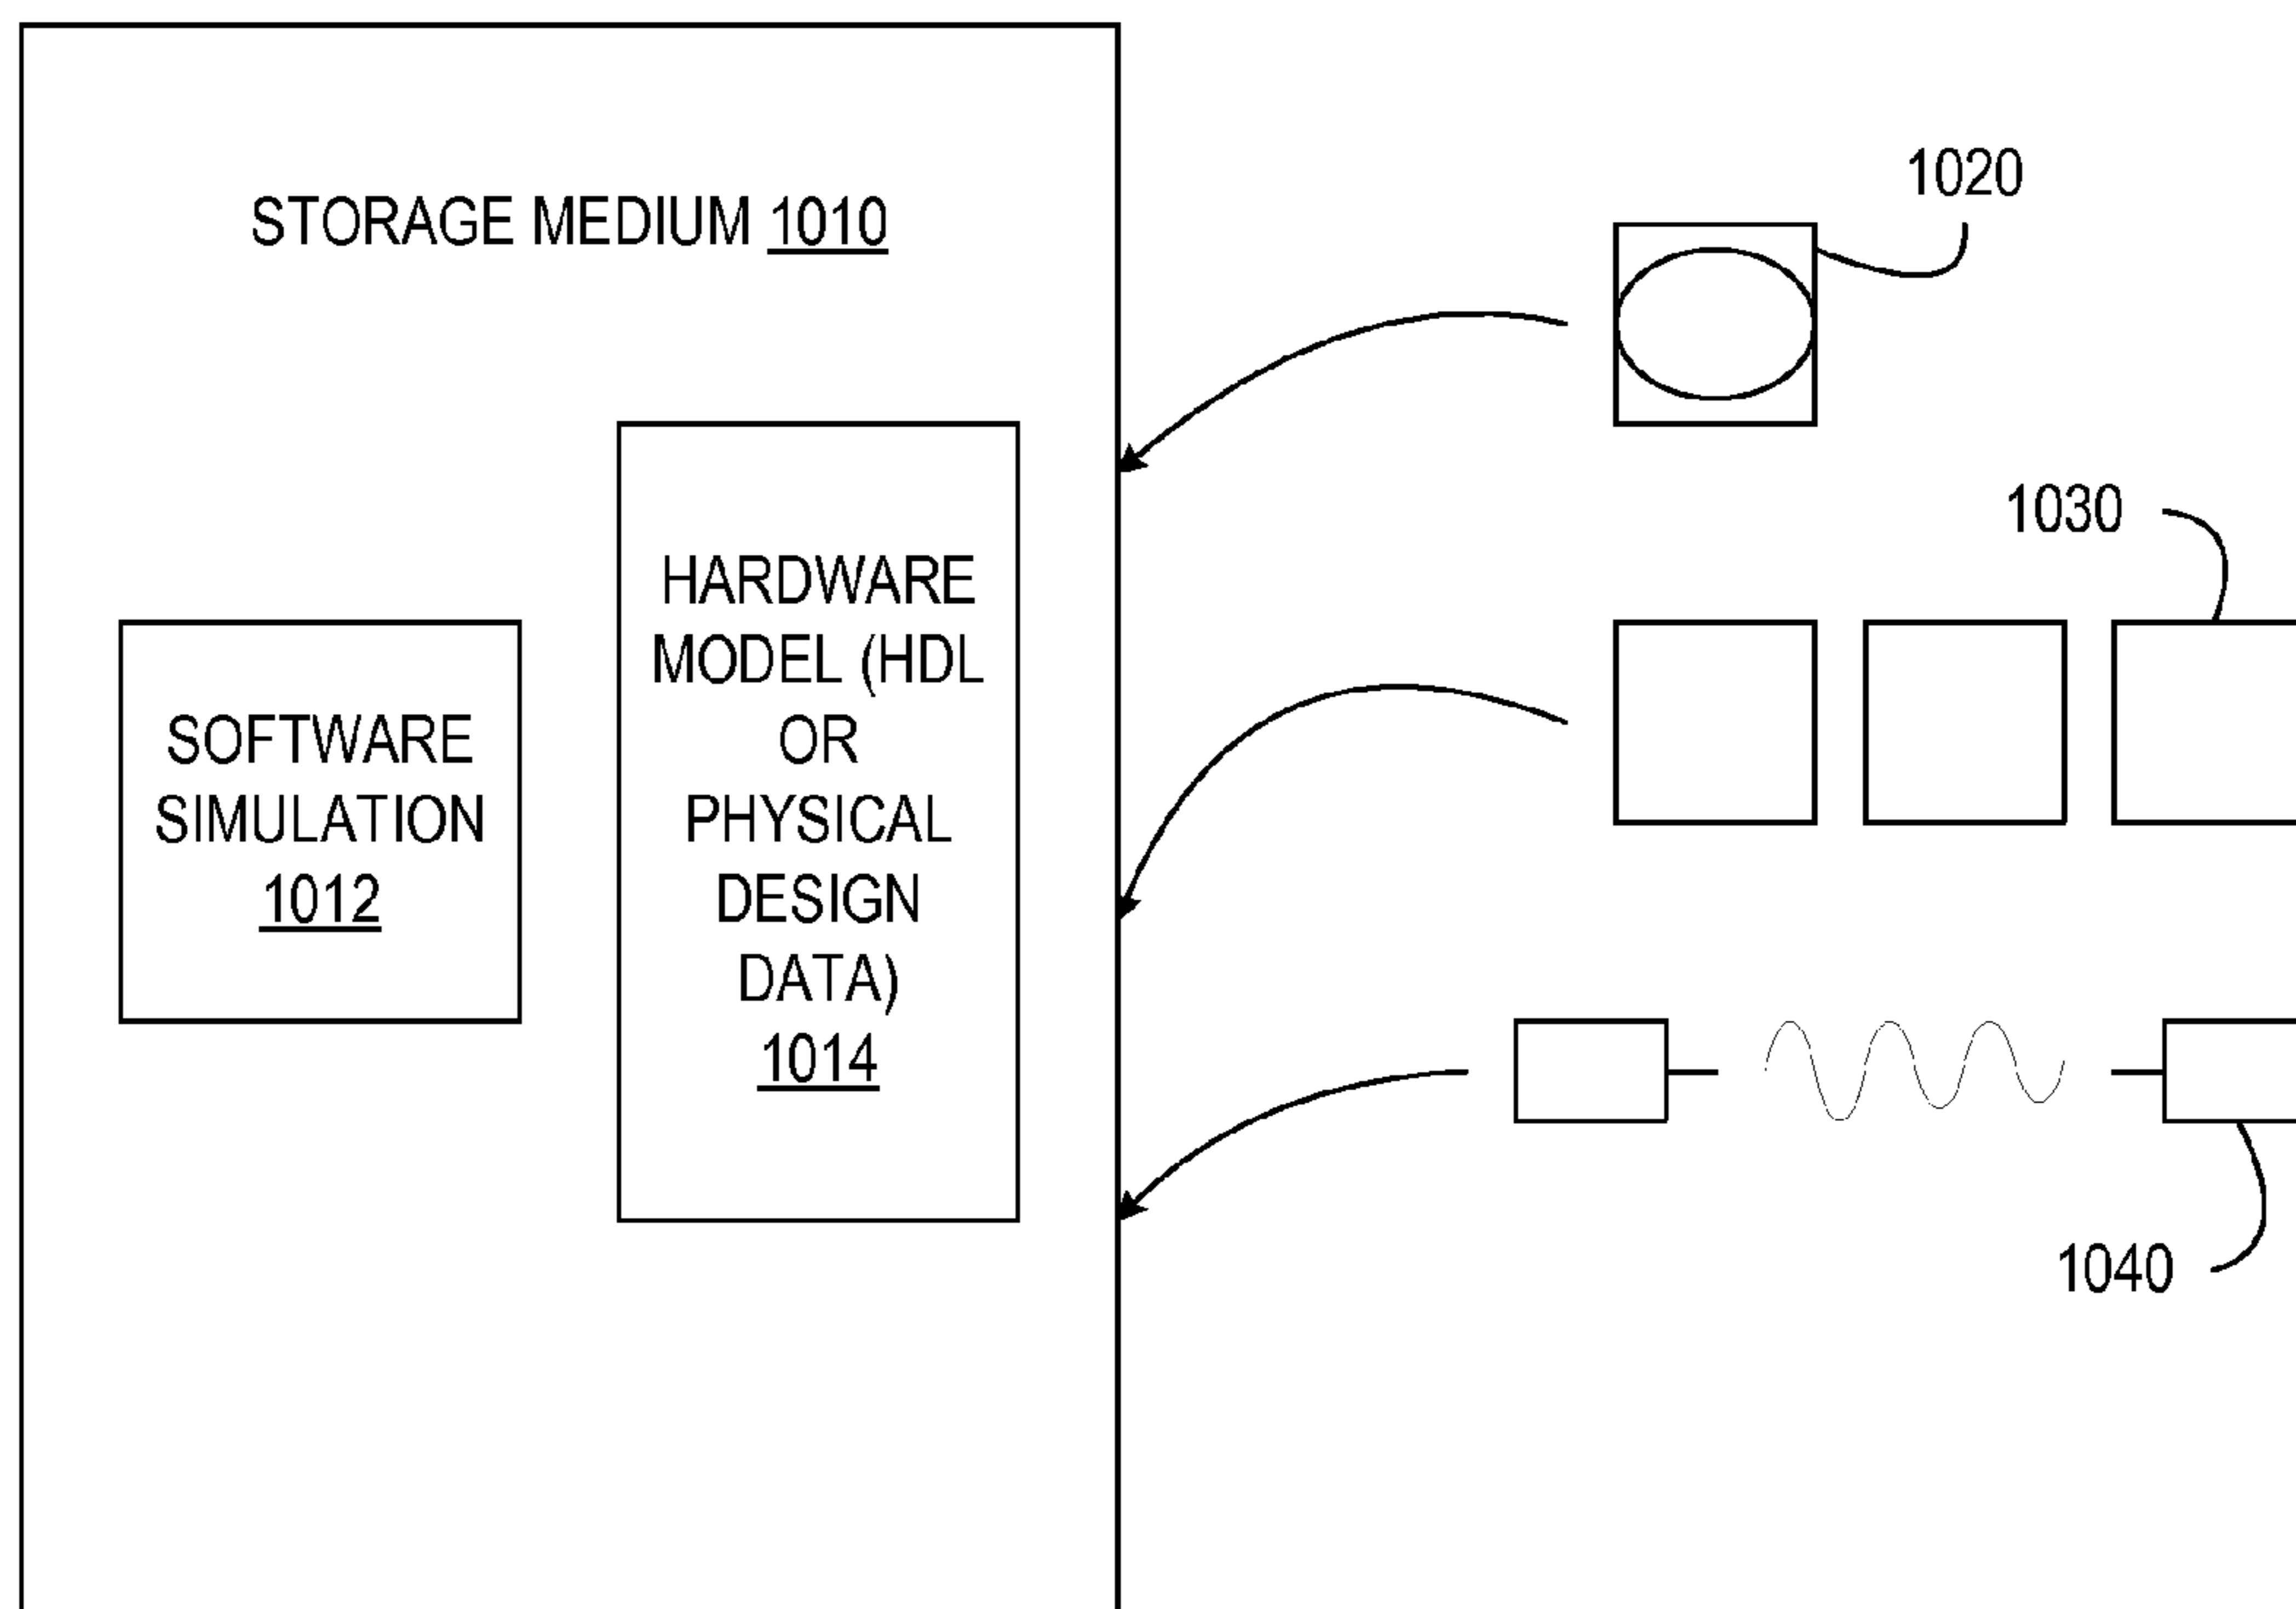 STORAGE MEDIUM 1010
SOFTWARE
SIMULATION
1012
HARDWARE
MODEL (HDL
OR
PHYSICAL
DESIGN
DATA)
1014
1020
1030
1040